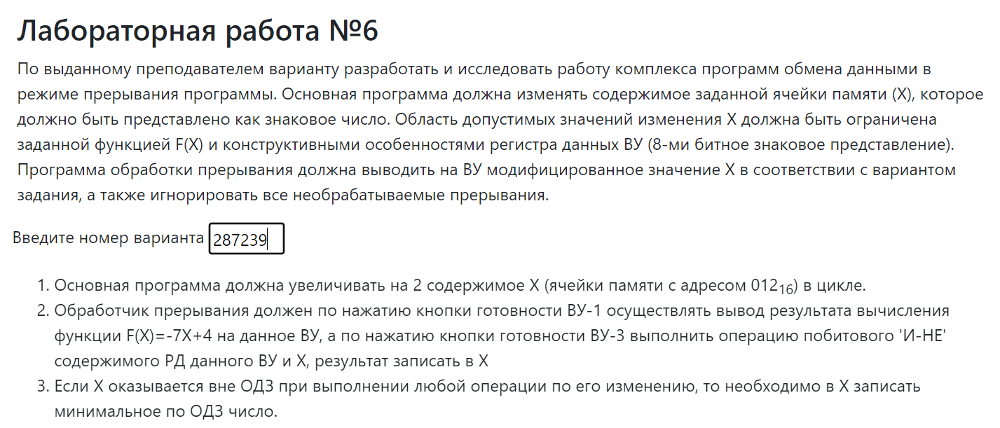 Лабораторная работа №6
По выданному преподавателем варианту разработать и исследовать работу комплекса программ обмена данными в
режиме прерывания программы. Основная программа должна изменять содержимое заданной ячейки памяти (X), которое
должно быть представлено как знаковое число. Область допустимых значений изменения X должна быть ограничена
заданной функцией F(X) и конструктивными особенностями регистра данных ВУ (8-ми битное знаковое представление).
Программа обработки прерывания должна выводить на ВУ модифицированное значение X в соответствии с вариантом
задания, а также игнорировать все необрабатываемые прерывания.
Введите номер варианта 287239
1. Основная программа должна увеличивать на 2 содержимое X (ячейки памяти с адресом 012₁₆) в цикле.
2. Обработчик прерывания должен по нажатию кнопки готовности ВУ-1 осуществлять вывод результата вычисления
функции F(X)=-7X+4 на данное ВУ, а по нажатию кнопки готовности ВУ-3 выполнить операцию побитового 'И-НЕ'
содержимого РД данного ВУ и X, результат записать в X
3. Если X оказывается вне ОДЗ при выполнении любой операции по его изменению, то необходимо в X записать
минимальное по ОДЗ число.